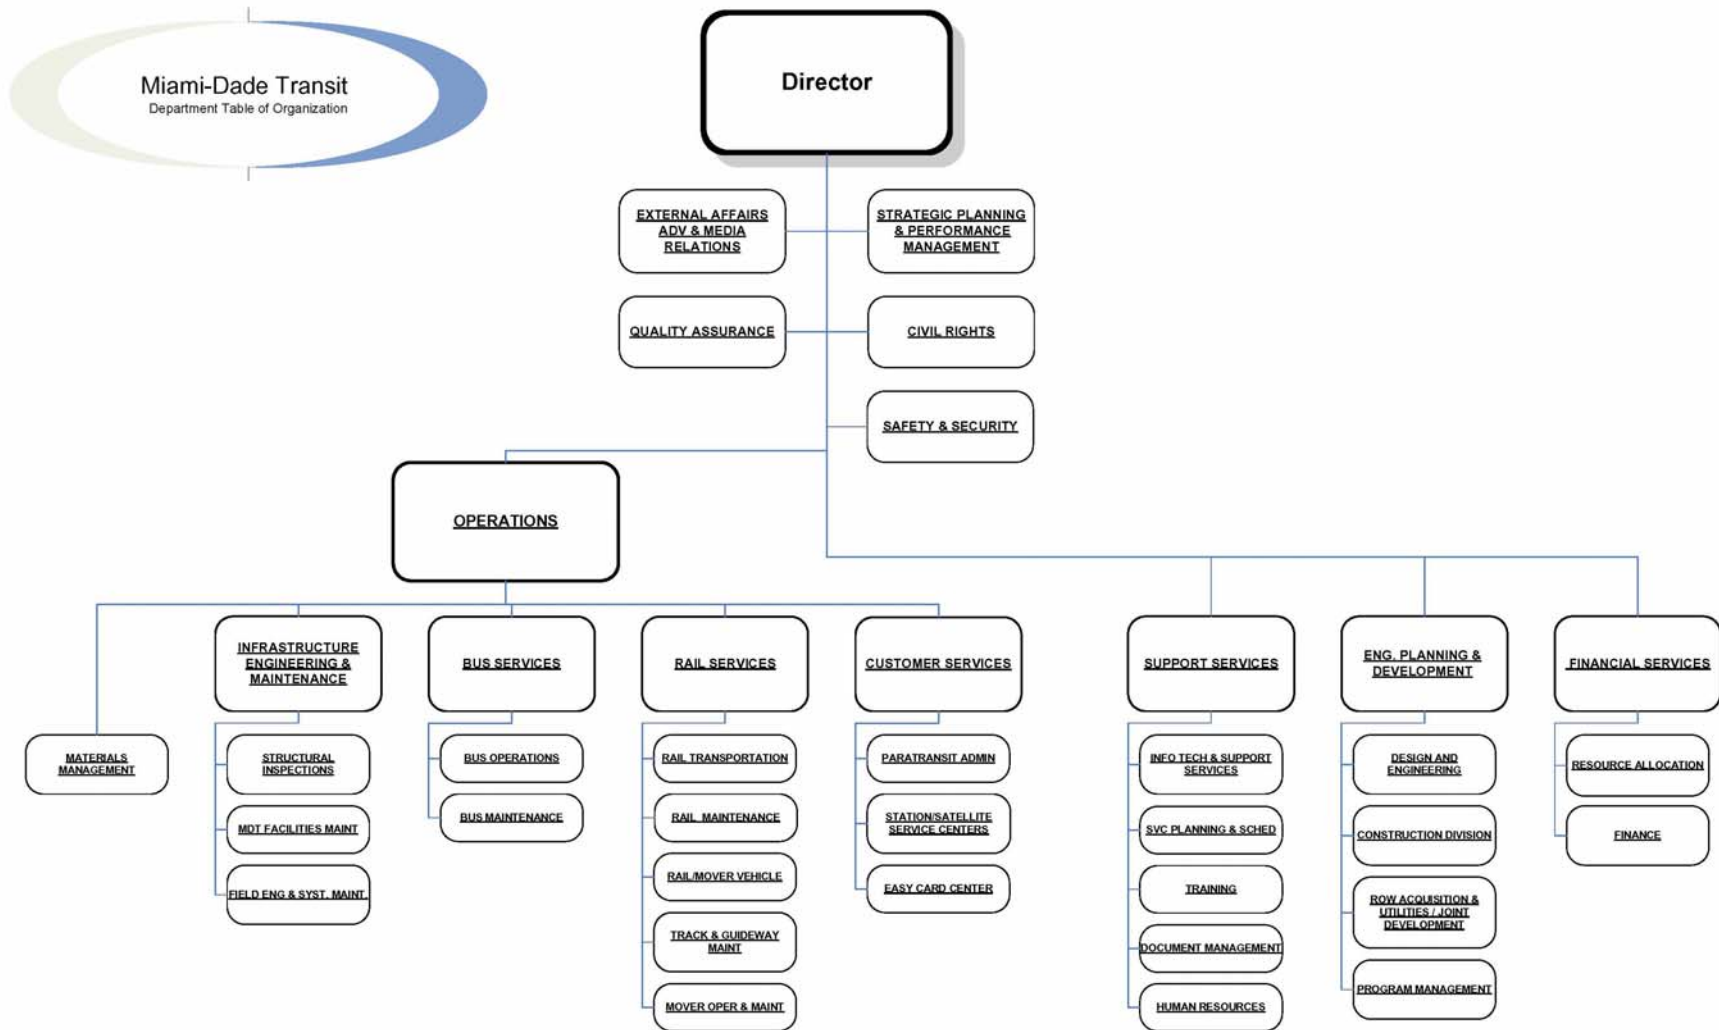 Miami-Dade Transit
Department Table of Organization
Director
EXTERNAL AFFAIRS
ADV & MEDIA
RELATIONS
STRATEGIC PLANNING
& PERFORMANCE
MANAGEMENT
QUALITY ASSURANCE
CIVIL RIGHTS
SAFETY & SECURITY
OPERATIONS
INFRASTRUCTURE
ENGINEERING &
MAINTENANCE
BUS SERVICES
RAIL SERVICES
CUSTOMER SERVICES
SUPPORT SERVICES
ENG. PLANNING &
DEVELOPMENT
FINANCIAL SERVICES
MATERIALS
MANAGEMENT
STRUCTURAL
INSPECTIONS
MDT FACILITIES MAINT
FIELD ENG & SYST. MAINT.
BUS OPERATIONS
BUS MAINTENANCE
RAIL TRANSPORTATION
RAIL MAINTENANCE
RAIL/MOVER VEHICLE
TRACK & GUIDEWAY
MAINT
MOVER OPER & MAINT
PARATRANSIT ADMIN
STATION/SATELLITE
SERVICE CENTERS
EASY CARD CENTER
INFO TECH & SUPPORT
SERVICES
SVC PLANNING & SCHED
TRAINING
DOCUMENT MANAGEMENT
HUMAN RESOURCES
DESIGN AND
ENGINEERING
CONSTRUCTION DIVISION
ROW ACQUISITION &
UTILITIES / JOINT
DEVELOPMENT
PROGRAM MANAGEMENT
RESOURCE ALLOCATION
FINANCE